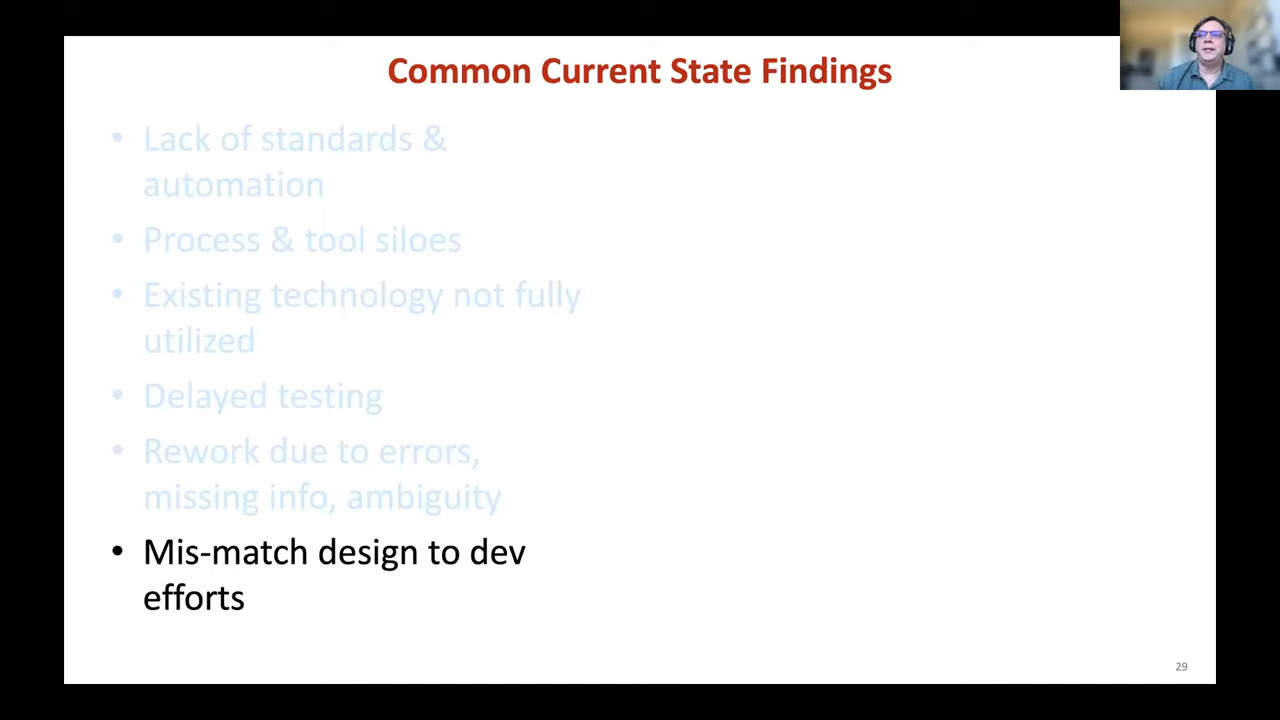 Common Current State Findings
• Lack of standards &
automation
• Process & tool siloes
• Existing technology not fully
utilized
• Delayed testing
• Rework due to errors,
missing info, ambiguity
• Mis-match design to dev
efforts
29